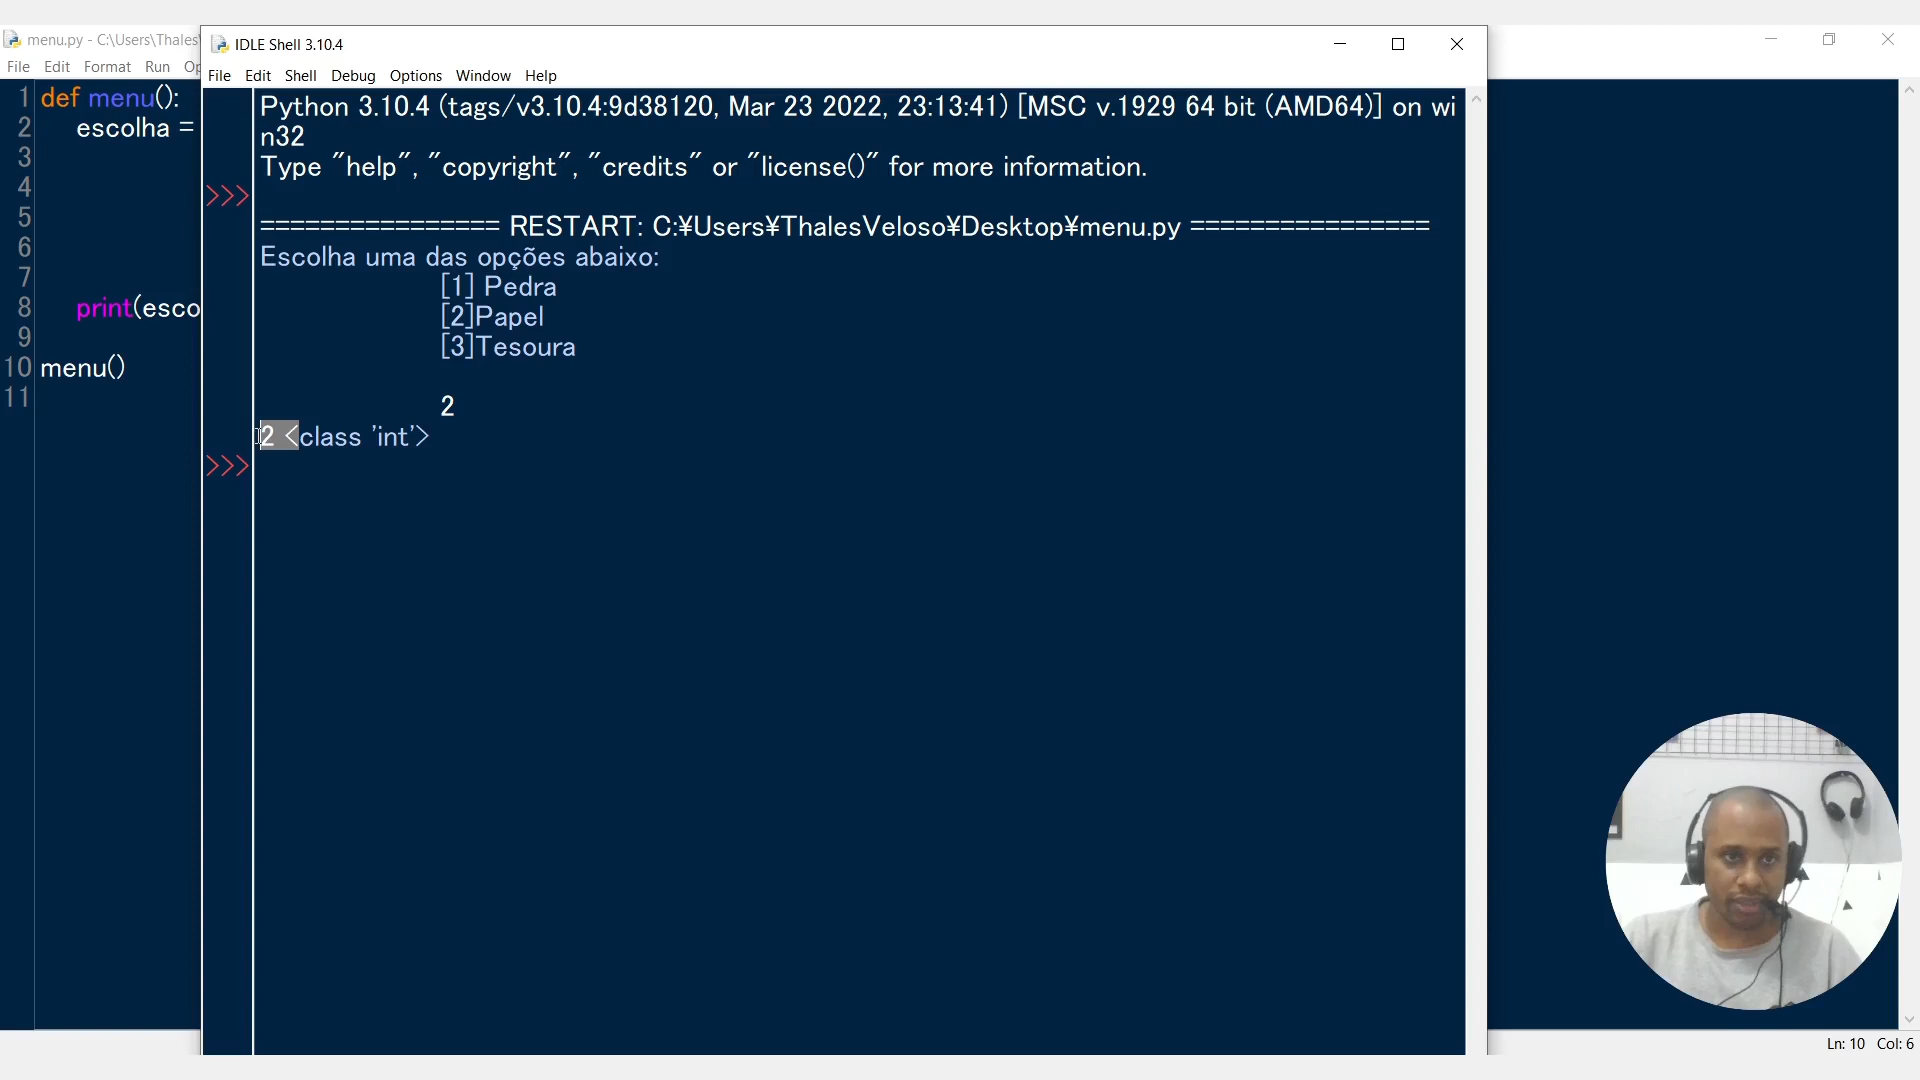 menu.py - C:\Users\Thales\
File Edit Format Run Op
1 def menu():
2 escolha =
3
4
5
6
7
8 print(esco
9
10 menu()
11
IDLE Shell 3.10.4
File Edit Shell Debug Options Window Help
Python 3.10.4 (tags/v3.10.4:9d38120, Mar 23 2022, 23:13:41) [MSC v.1929 64 bit (AMD64)] on wi
n32
Type "help", "copyright", "credits" or "license()" for more information.
>>>
================ RESTART: C:¥Users¥ThalesVeloso¥Desktop¥menu.py ================
Escolha uma das opções abaixo:
[1] Pedra
[2]Papel
[3]Tesoura
2
2 <class 'int'>
>>>
Ln: 10 Col: 6